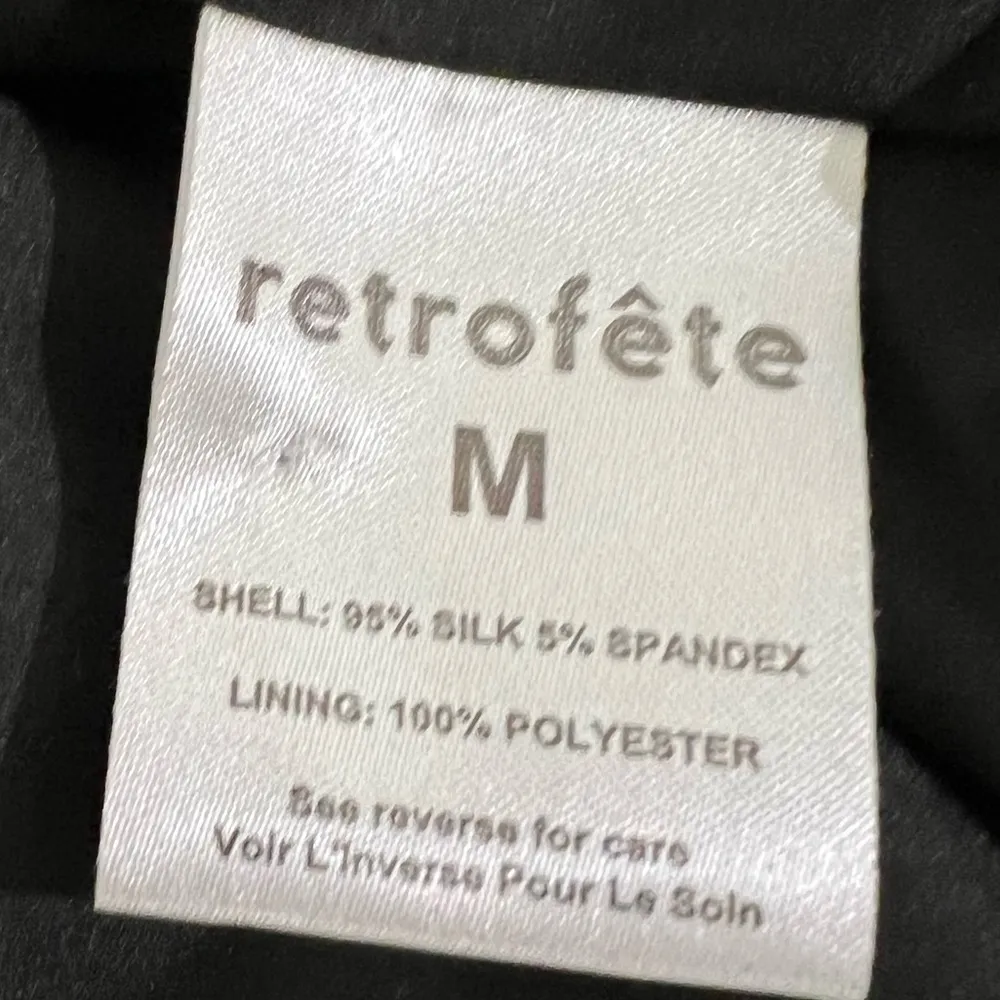 retrofête
M
SHELL: 95% SILK 5% SPANDEX
LINING: 100% POLYESTER
See reverse for care
Voir L'Inverse Pour Le Soin